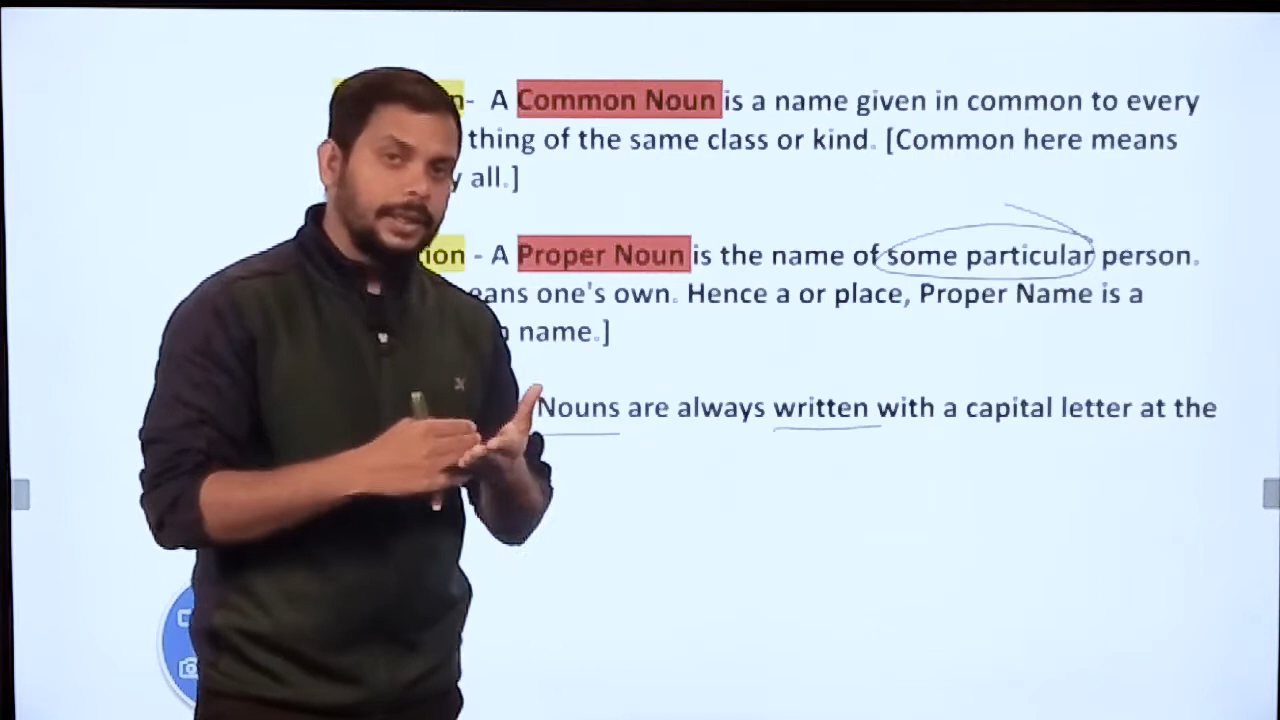 n- A Common Noun is a name given in common to every
thing of the same class or kind. [Common here means
y all.]
ion - A Proper Noun is the name of some particular person.
eans one's own. Hence a or place, Proper Name is a
name.]
Nouns are always written with a capital letter at the